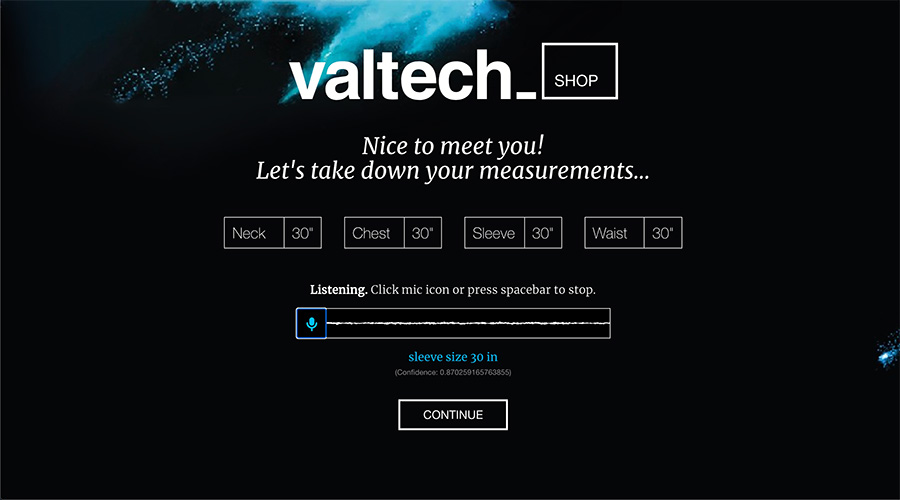 valtech_ SHOP
Nice to meet you!
Let's take down your measurements...
Neck 30" Chest 30" Sleeve 30" Waist 30"
Listening. Click mic icon or press spacebar to stop.
sleeve size 30 in
(Confidence: 0.870259165763855)
CONTINUE